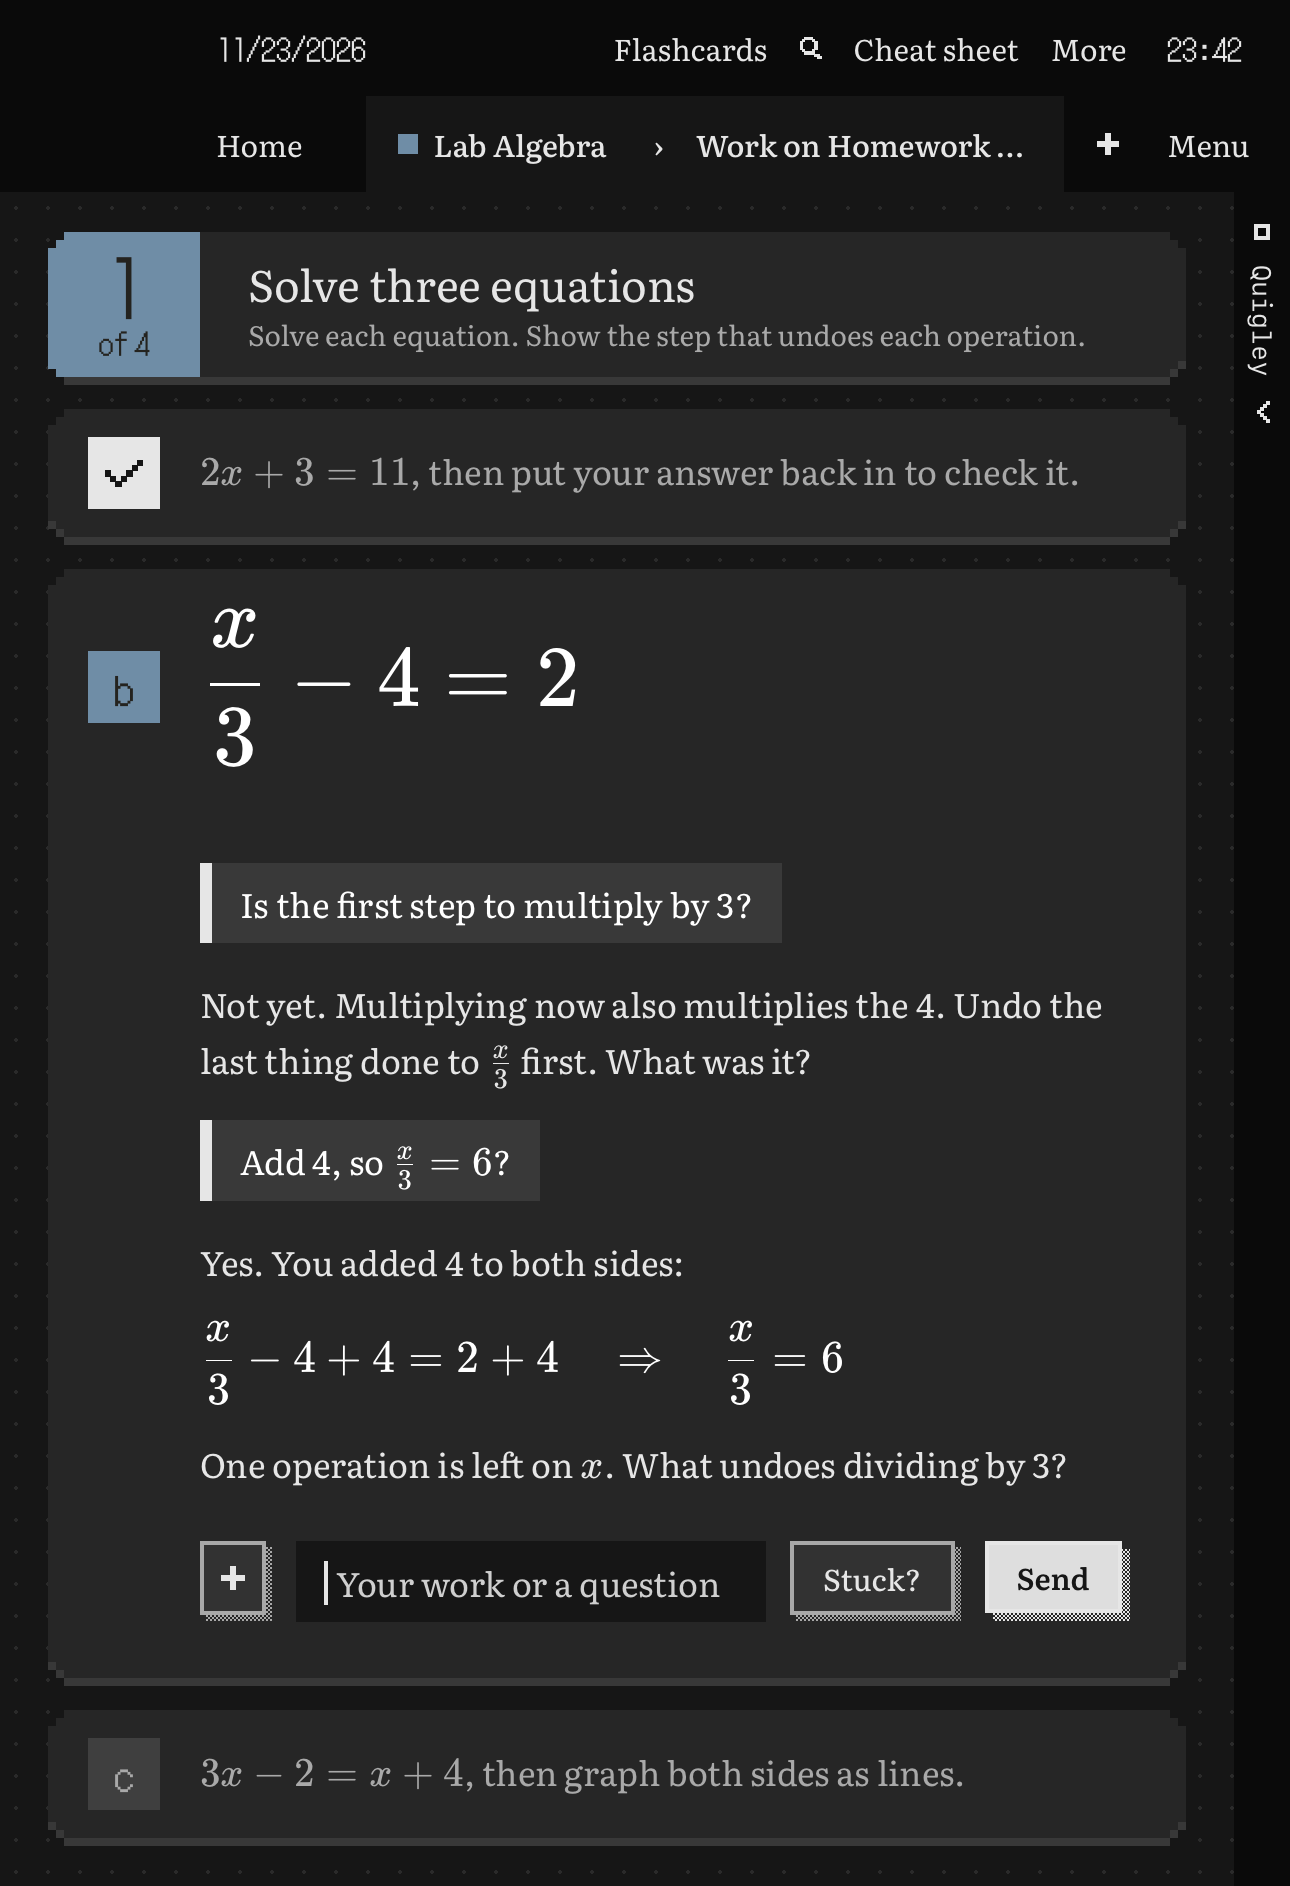 11/23/2026 Flashcards Cheat sheet More 23:42
Home Lab Algebra › Work on Homework ... + Menu
Quigley
1
of 4
Solve three equations
Solve each equation. Show the step that undoes each operation.
2x + 3 = 11, then put your answer back in to check it.
b
x/3 − 4 = 2
Is the first step to multiply by 3?
Not yet. Multiplying now also multiplies the 4. Undo the
last thing done to x/3 first. What was it?
Add 4, so x/3 = 6?
Yes. You added 4 to both sides:
x/3 − 4 + 4 = 2 + 4 ⇒ x/3 = 6
One operation is left on x. What undoes dividing by 3?
+ Your work or a question Stuck? Send
c
3x − 2 = x + 4, then graph both sides as lines.